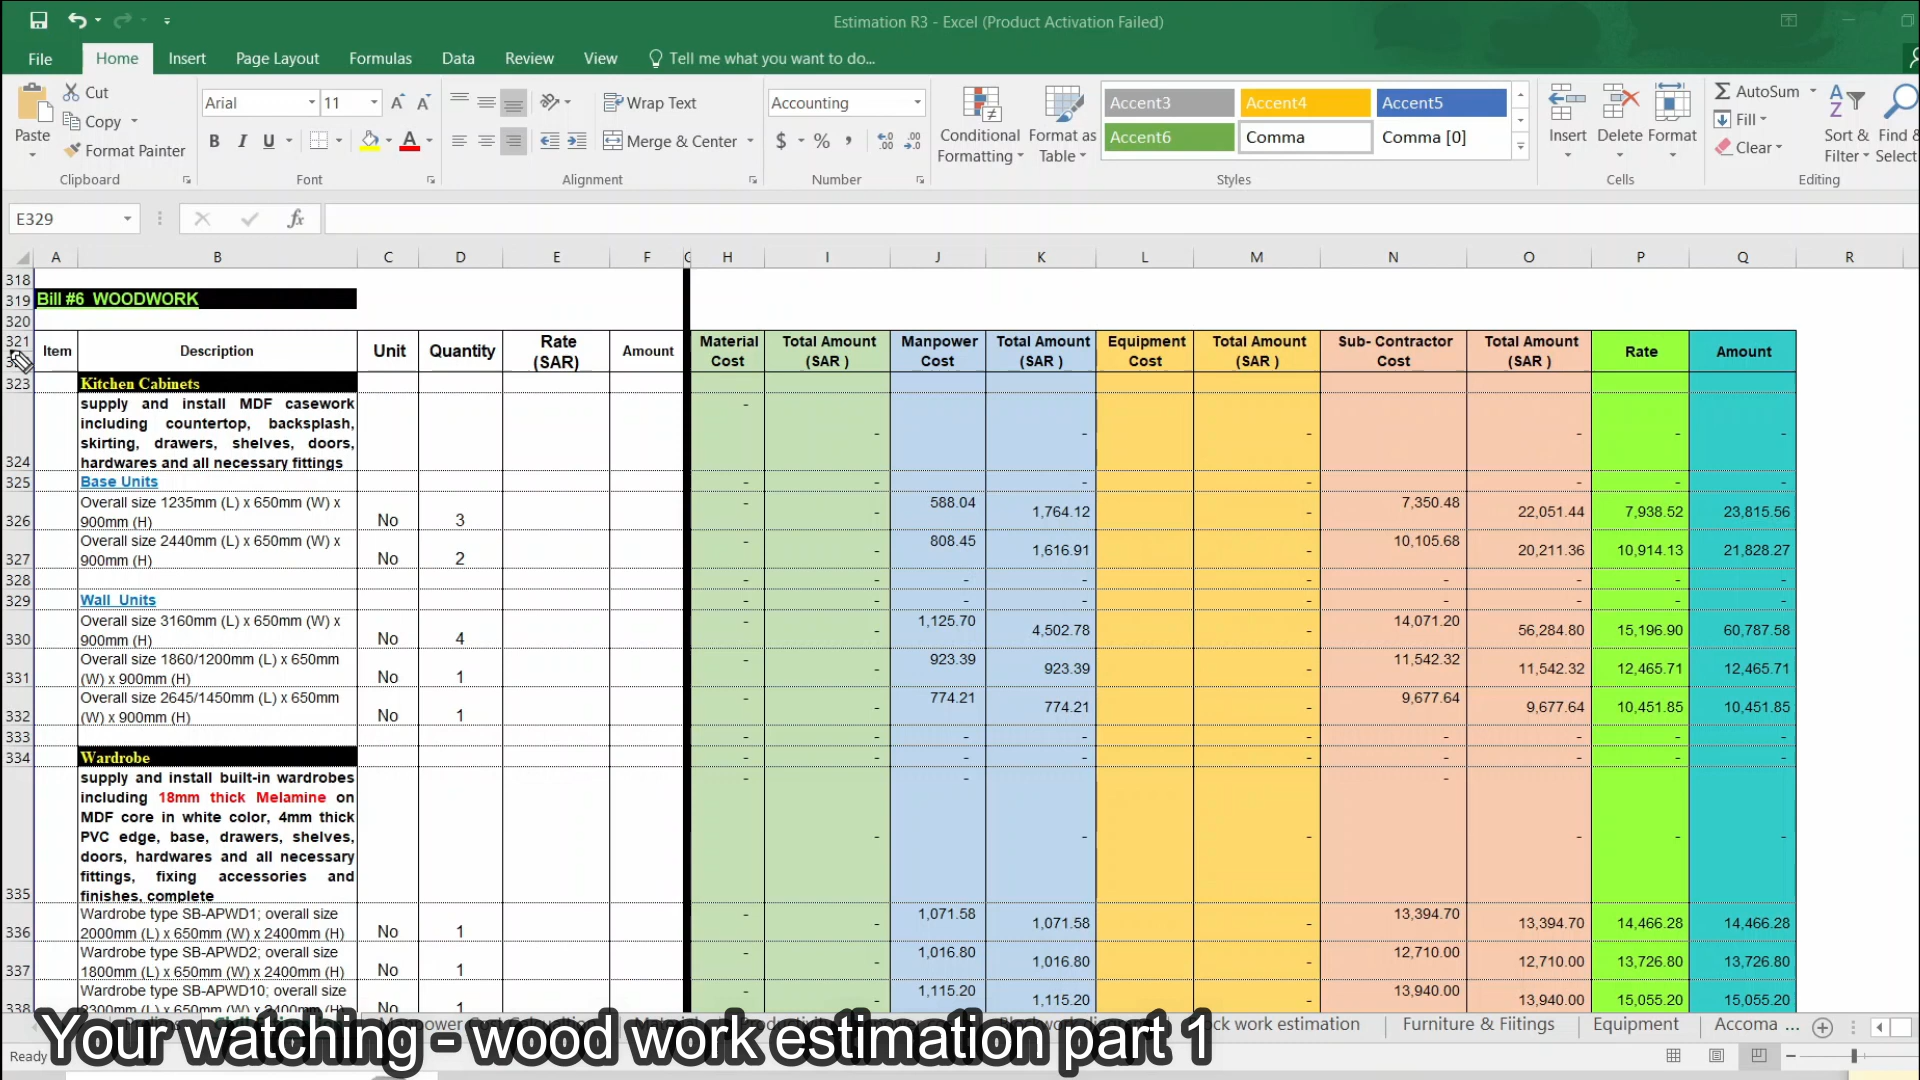 Estimation R3 - Excel (Product Activation Failed)
File Home Insert Page Layout Formulas Data Review View Tell me what you want to do...
Paste Cut Copy Format Painter Clipboard
Arial 11 B I U Font
Wrap Text Merge & Center Alignment
Accounting $ % , Number
Conditional Formatting Format as Table
Accent3 Accent4 Accent5
Accent6 Comma Comma [0]
Styles
Insert Delete Format Cells
AutoSum Fill Clear Sort & Filter Find & Select Editing
E329 fx
A B C D E F G H I J K L M N O P Q R
318
319 Bill #6 WOODWORK
320
321 Item Description Unit Quantity Rate (SAR) Amount Material Cost Total Amount (SAR ) Manpower Cost Total Amount (SAR ) Equipment Cost Total Amount (SAR ) Sub- Contractor Cost Total Amount (SAR ) Rate Amount
323 Kitchen Cabinets
supply and install MDF casework
including countertop, backsplash,
skirting, drawers, shelves, doors,
324 hardwares and all necessary fittings - - - - - - -
325 Base Units - - - - - - - -
326 Overall size 1235mm (L) x 650mm (W) x 900mm (H) No 3 - - 588.04 1,764.12 - 7,350.48 22,051.44 7,938.52 23,815.56
327 Overall size 2440mm (L) x 650mm (W) x 900mm (H) No 2 - - 808.45 1,616.91 - 10,105.68 20,211.36 10,914.13 21,828.27
328 - - - - - - - - -
329 Wall Units - - - - - - - - -
330 Overall size 3160mm (L) x 650mm (W) x 900mm (H) No 4 - - 1,125.70 4,502.78 - 14,071.20 56,284.80 15,196.90 60,787.58
331 Overall size 1860/1200mm (L) x 650mm (W) x 900mm (H) No 1 - - 923.39 923.39 - 11,542.32 11,542.32 12,465.71 12,465.71
332 Overall size 2645/1450mm (L) x 650mm (W) x 900mm (H) No 1 - - 774.21 774.21 - 9,677.64 9,677.64 10,451.85 10,451.85
333 - - - - - - - - -
334 Wardrobe - - - - - - - - -
supply and install built-in wardrobes
including 18mm thick Melamine on
MDF core in white color, 4mm thick
PVC edge, base, drawers, shelves,
doors, hardwares and all necessary
fittings, fixing accessories and
335 finishes, complete - - - - - - - - -
336 Wardrobe type SB-APWD1; overall size 2000mm (L) x 650mm (W) x 2400mm (H) No 1 - - 1,071.58 1,071.58 - 13,394.70 13,394.70 14,466.28 14,466.28
337 Wardrobe type SB-APWD2; overall size 1800mm (L) x 650mm (W) x 2400mm (H) No 1 - - 1,016.80 1,016.80 - 12,710.00 12,710.00 13,726.80 13,726.80
338 Wardrobe type SB-APWD10; overall size 2300mm (L) x 650mm (W) x 2400mm (H) No 1 - - 1,115.20 1,115.20 - 13,940.00 13,940.00 15,055.20 15,055.20
work estimation Furniture & Fiitings Equipment Accoma ...
Ready
Your watching - wood work estimation part 1